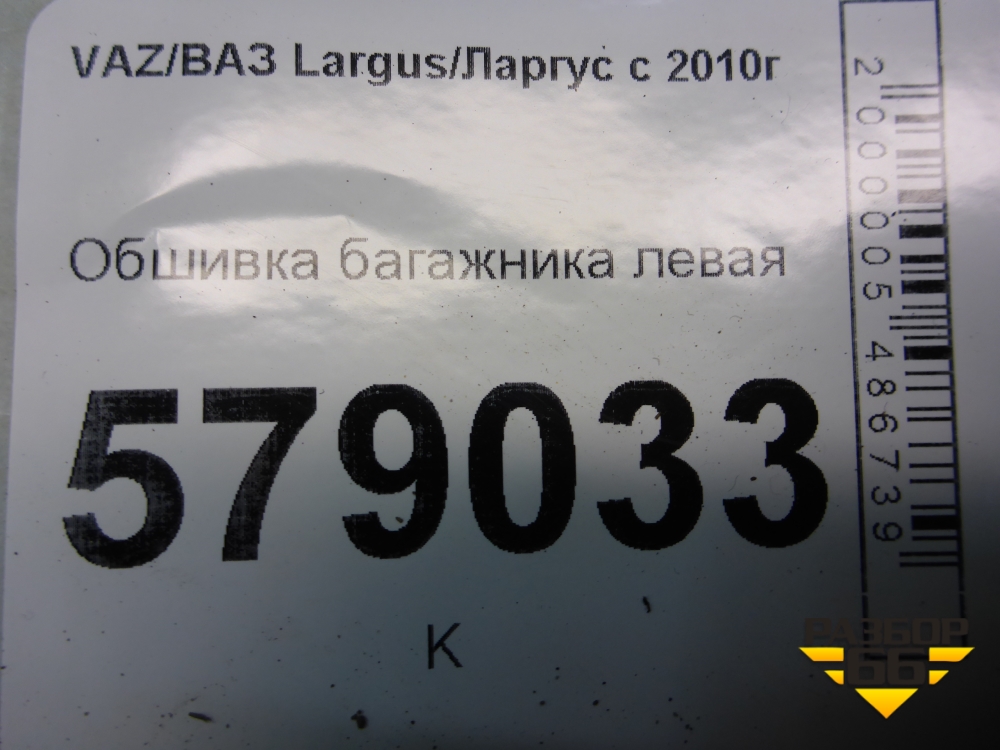 VAZ/ВАЗ Largus/Ларгус с 2010г
Обшивка багажника левая
579033
К
2000005486739
РАЗБОР
66